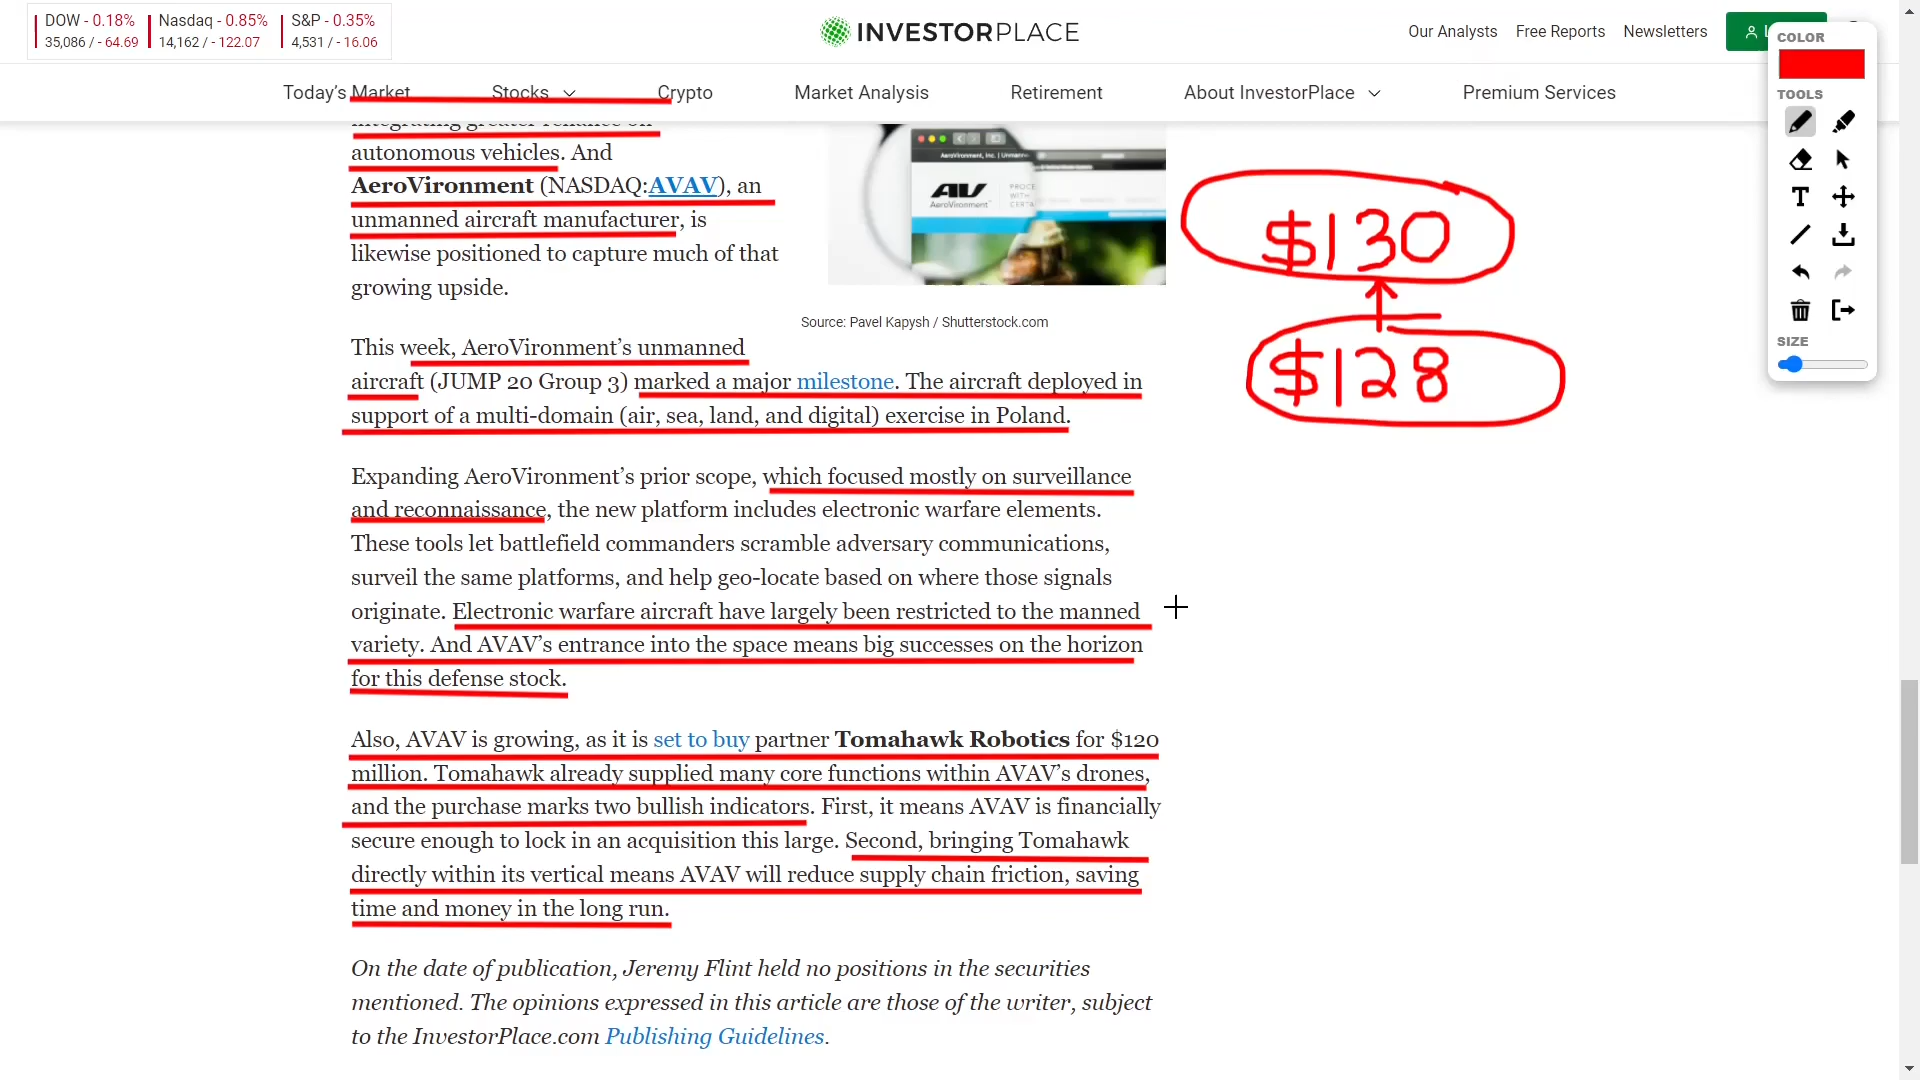 DOW - 0.18%
35,086 / - 64.69
Nasdaq - 0.85%
14,162 / - 122.07
S&P - 0.35%
4,531 / - 16.06
INVESTORPLACE
Our Analysts
Free Reports
Newsletters
Today's Market
Stocks
Crypto
Market Analysis
Retirement
About InvestorPlace
Premium Services
COLOR
TOOLS
SIZE
integrating greater reliance on
autonomous vehicles. And
AeroVironment (NASDAQ:AVAV), an
unmanned aircraft manufacturer, is
likewise positioned to capture much of that
growing upside.
AeroVironment, Inc. | Unmann
AV
AeroVironment
PROCE
WITH
CERTA
Source: Pavel Kapysh / Shutterstock.com
$130
$128
This week, AeroVironment's unmanned
aircraft (JUMP 20 Group 3) marked a major milestone. The aircraft deployed in
support of a multi-domain (air, sea, land, and digital) exercise in Poland.
Expanding AeroVironment's prior scope, which focused mostly on surveillance
and reconnaissance, the new platform includes electronic warfare elements.
These tools let battlefield commanders scramble adversary communications,
surveil the same platforms, and help geo-locate based on where those signals
originate. Electronic warfare aircraft have largely been restricted to the manned
variety. And AVAV's entrance into the space means big successes on the horizon
for this defense stock.
Also, AVAV is growing, as it is set to buy partner Tomahawk Robotics for $120
million. Tomahawk already supplied many core functions within AVAV's drones,
and the purchase marks two bullish indicators. First, it means AVAV is financially
secure enough to lock in an acquisition this large. Second, bringing Tomahawk
directly within its vertical means AVAV will reduce supply chain friction, saving
time and money in the long run.
On the date of publication, Jeremy Flint held no positions in the securities
mentioned. The opinions expressed in this article are those of the writer, subject
to the InvestorPlace.com Publishing Guidelines.